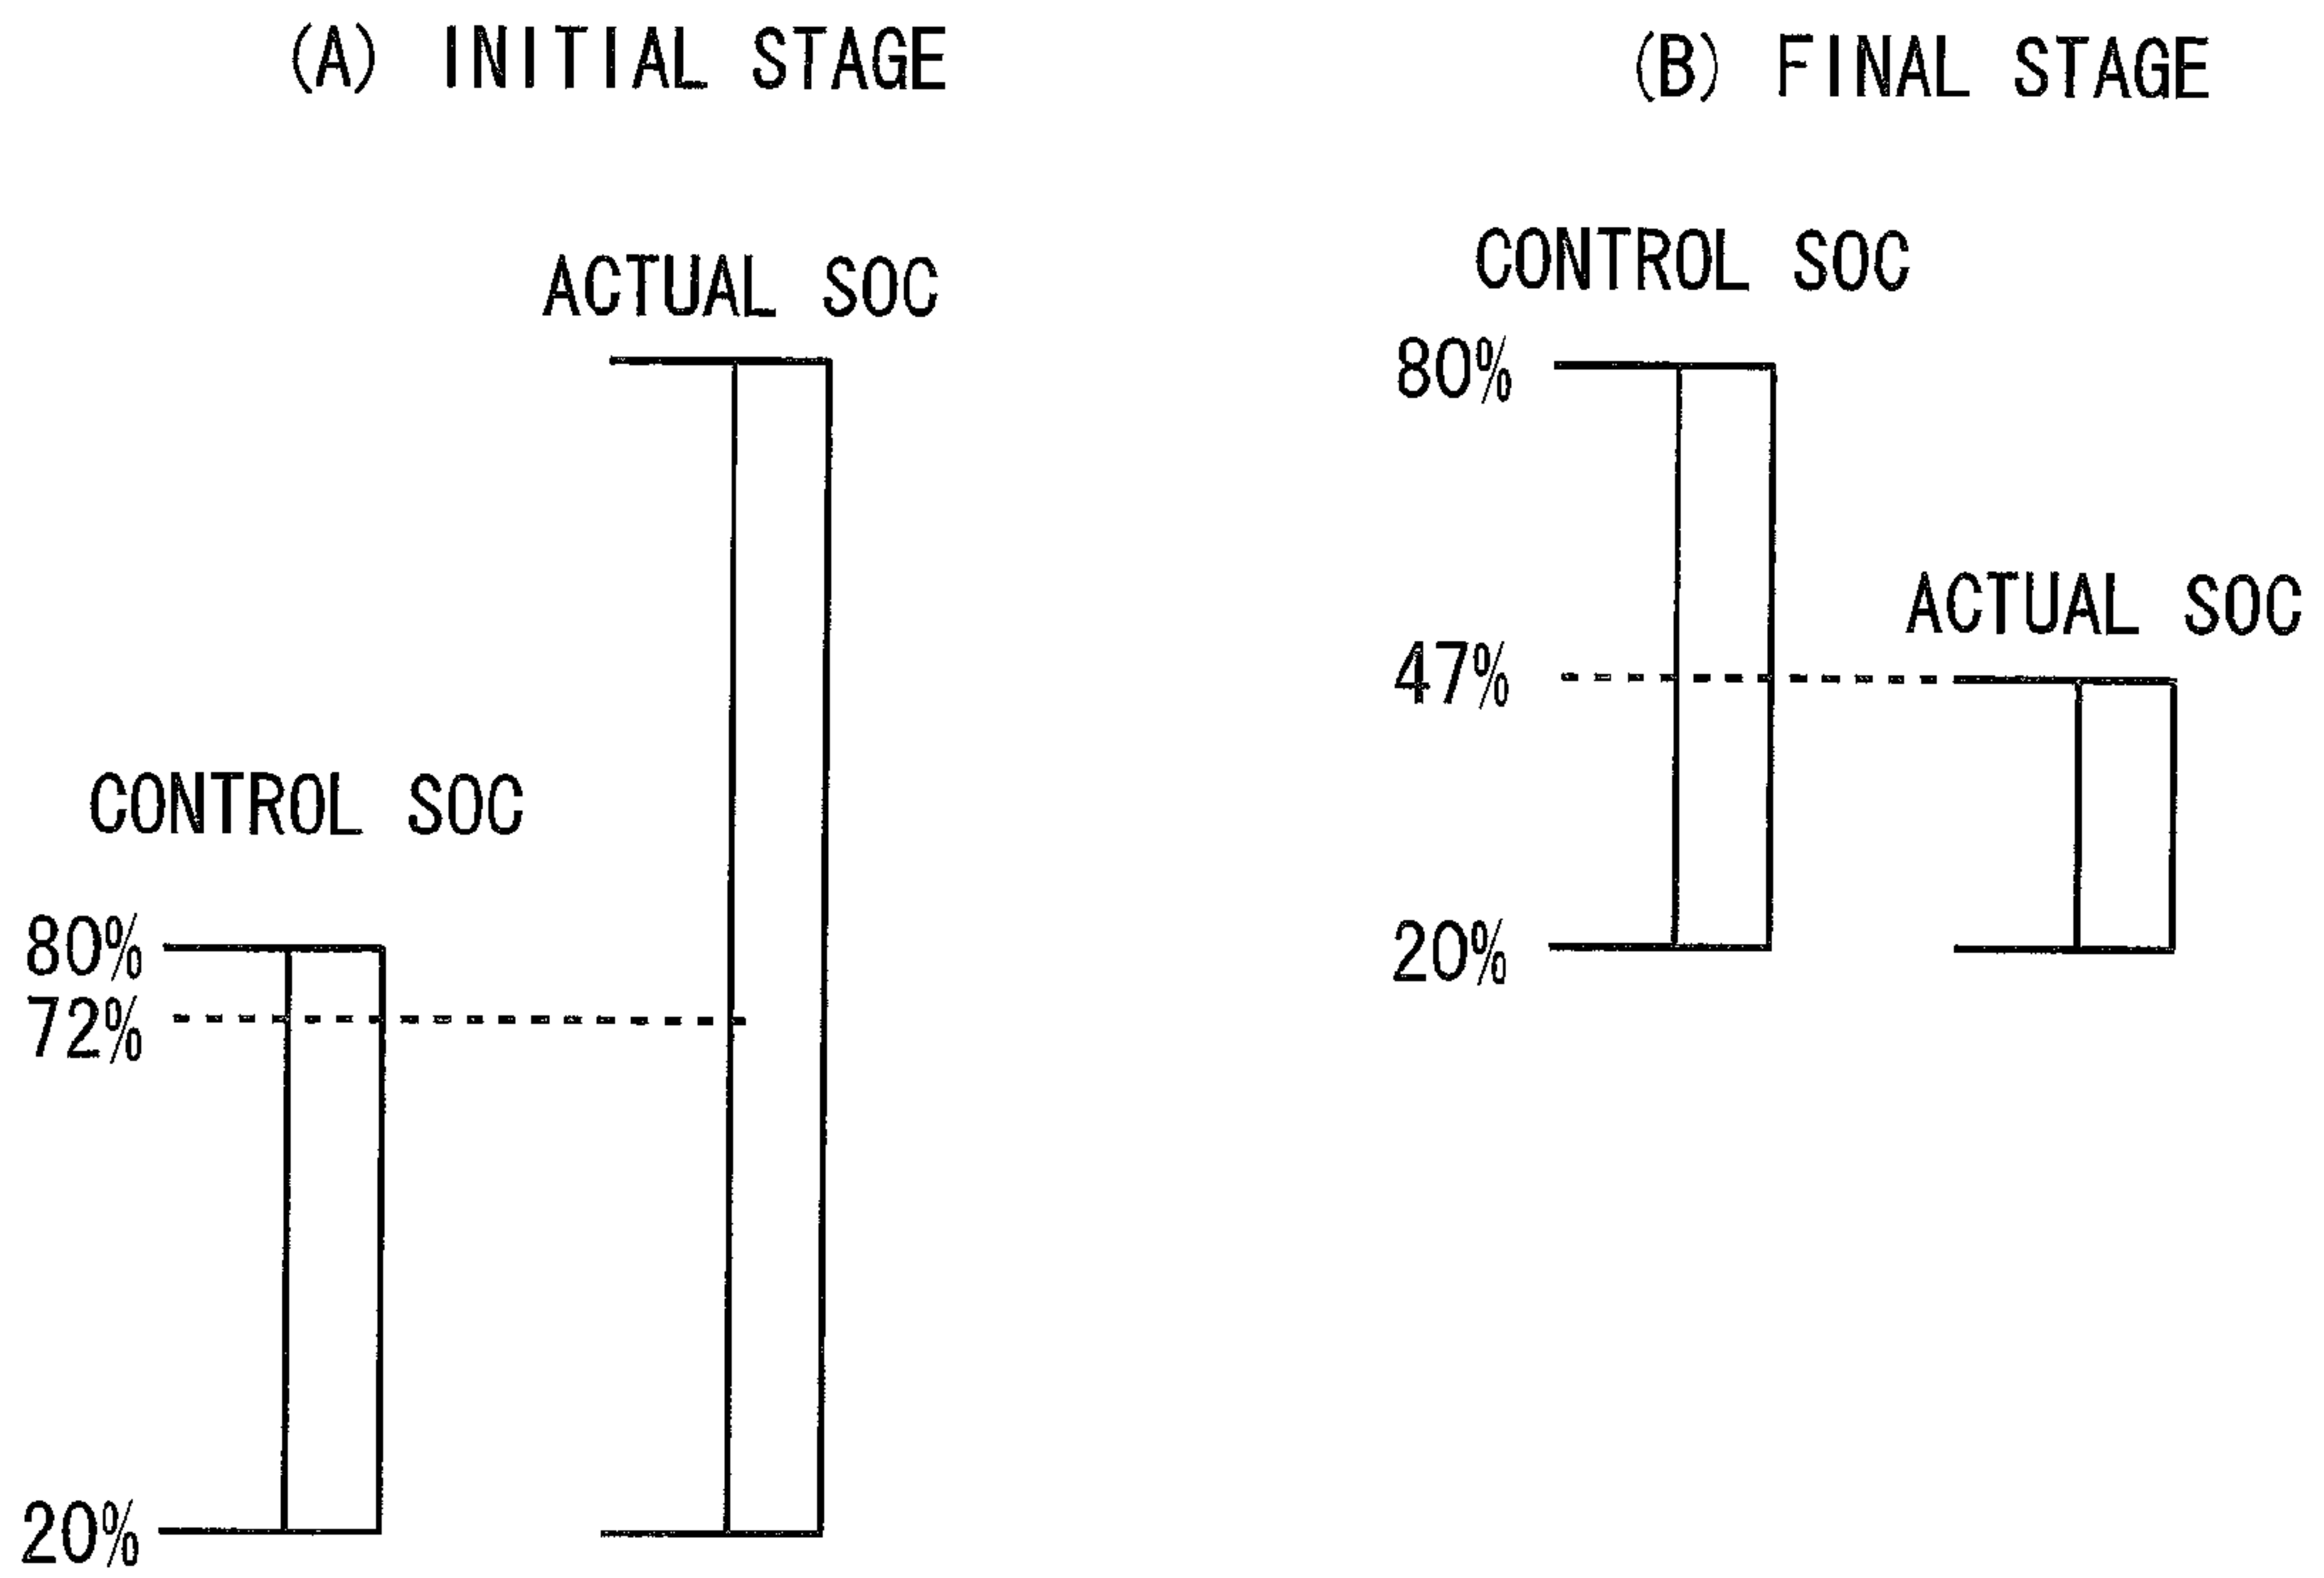 (A) INITIAL STAGE
ACTUAL SOC
CONTROL SOC
80%
72%
20%
(B) FINAL STAGE
CONTROL SOC
80%
47%
ACTUAL SOC
20%